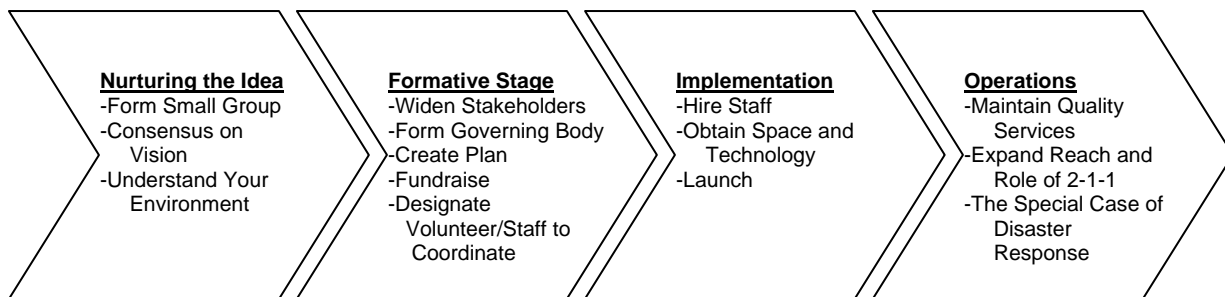 Nurturing the Idea
-Form Small Group
-Consensus on
Vision
-Understand Your
Environment
Formative Stage
-Widen Stakeholders
-Form Governing Body
-Create Plan
-Fundraise
-Designate
Volunteer/Staff to
Coordinate
Implementation
-Hire Staff
-Obtain Space and
Technology
-Launch
Operations
-Maintain Quality
Services
-Expand Reach and
Role of 2-1-1
-The Special Case of
Disaster
Response